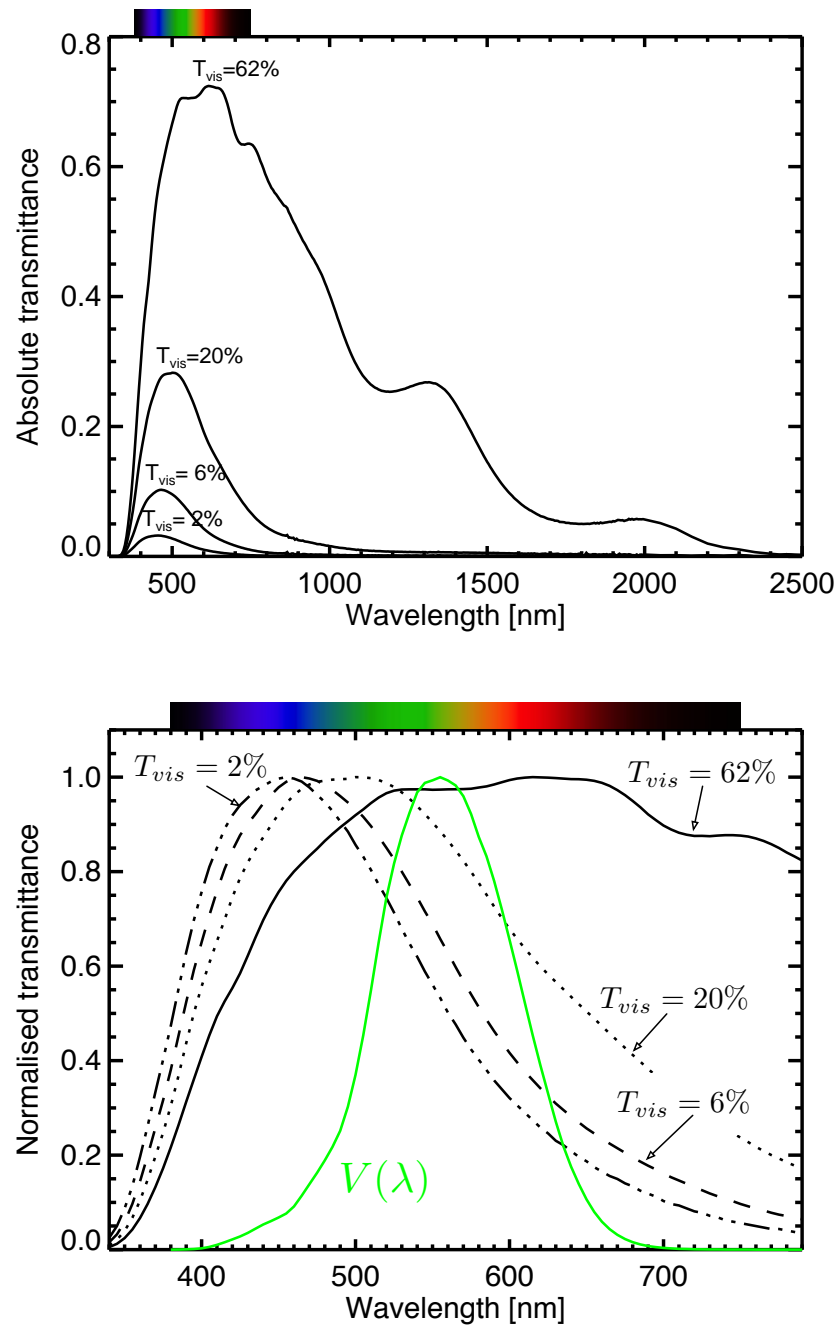 0.8
T_vis=62%
0.6
0.4
T_vis=20%
0.2
T_vis= 6%
T_vis= 2%
0.0
500 1000 1500 2000 2500
Wavelength [nm]
Absolute transmittance
T_vis = 2%
T_vis = 62%
1.0
0.8
0.6
T_vis = 20%
0.4
T_vis = 6%
0.2
V(λ)
0.0
400 500 600 700
Wavelength [nm]
Normalised transmittance